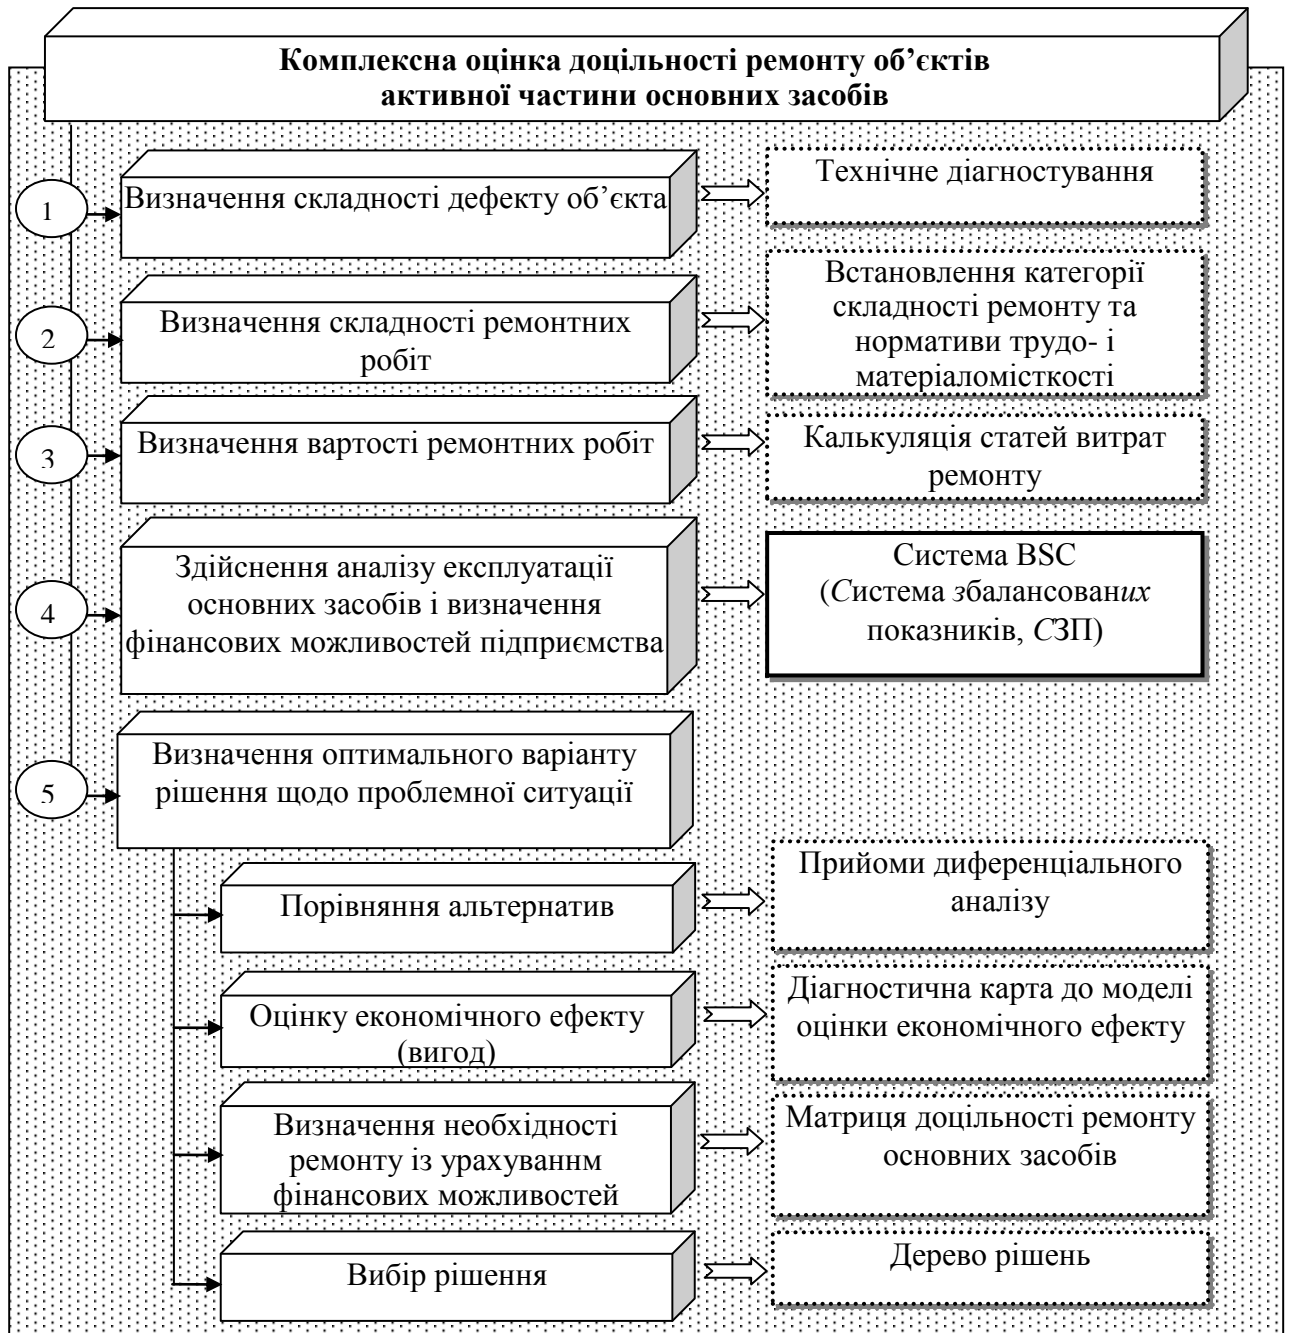 Комплексна оцінка доцільності ремонту об’єктів
активної частини основних засобів
1
Визначення складності дефекту об’єкта
Технічне діагностування
2
Визначення складності ремонтних
робіт
Встановлення категорії
складності ремонту та
нормативи трудо- і
матеріаломісткості
3
Визначення вартості ремонтних робіт
Калькуляція статей витрат
ремонту
4
Здійснення аналізу експлуатації
основних засобів і визначення
фінансових можливостей підприємства
Система BSC
(Система збалансованих
показників, СЗП)
5
Визначення оптимального варіанту
рішення щодо проблемної ситуації
Порівняння альтернатив
Прийоми диференціального
аналізу
Оцінку економічного ефекту
(вигод)
Діагностична карта до моделі
оцінки економічного ефекту
Визначення необхідності
ремонту із урахуваннм
фінансових можливостей
Матриця доцільності ремонту
основних засобів
Вибір рішення
Дерево рішень